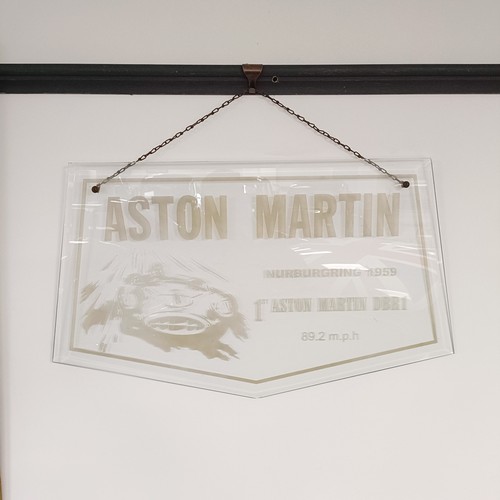 ASTON MARTIN
NURBURGRING 1959
1st ASTON MARTIN DBR1
89.2 m.p.h